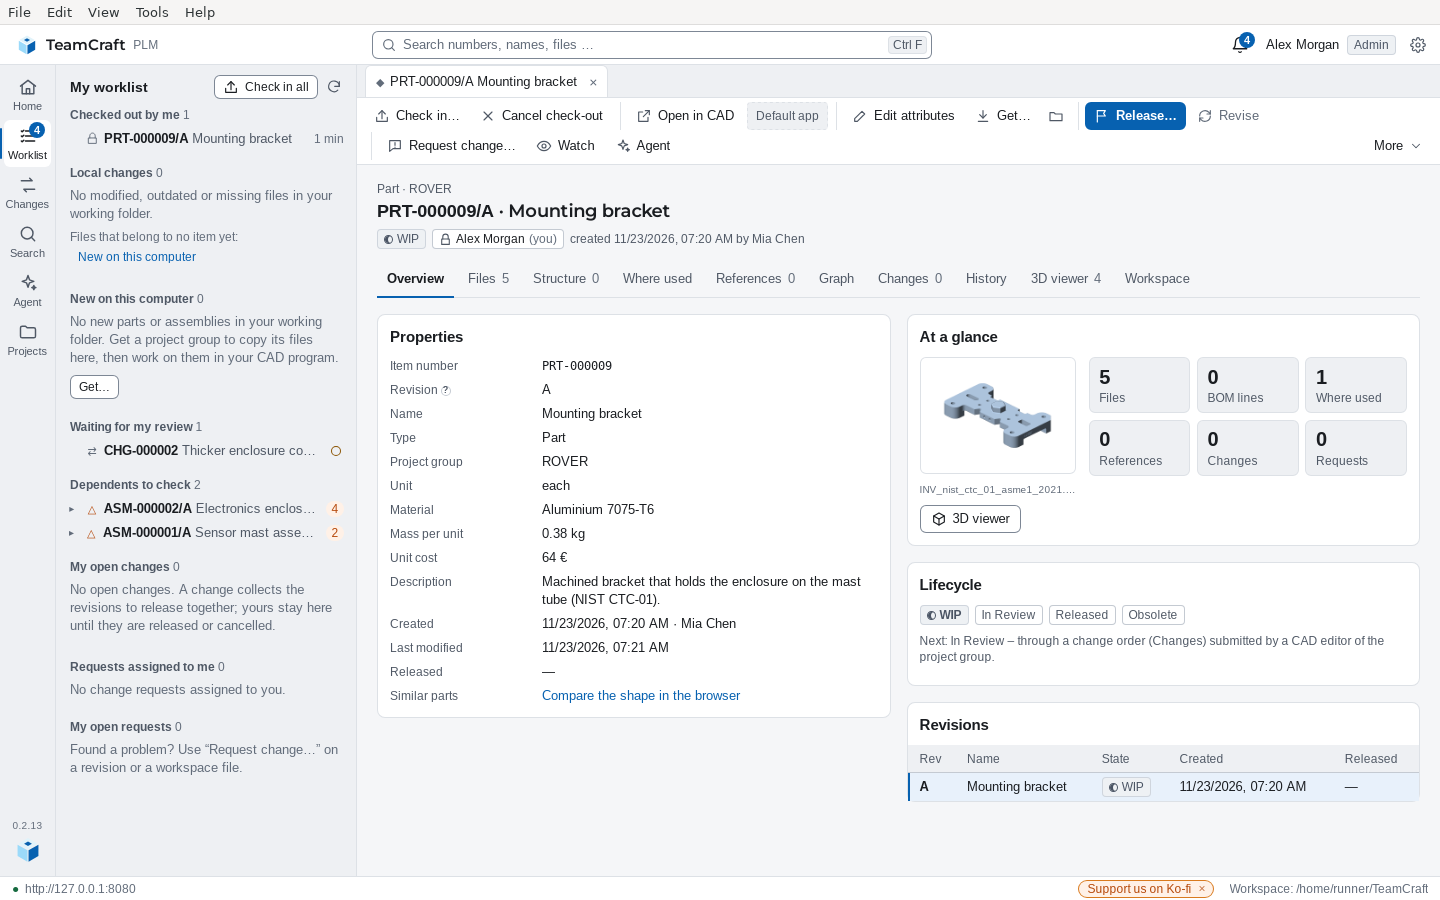 File Edit View Tools Help
TeamCraft PLM
Search numbers, names, files …
Ctrl F
4
Alex Morgan
Admin
Home
4
Worklist
Changes
Search
Agent
Projects
0.2.13
My worklist
Check in all
Checked out by me 1
PRT-000009/A Mounting bracket 1 min
Local changes 0
No modified, outdated or missing files in your
working folder.
Files that belong to no item yet:
New on this computer
New on this computer 0
No new parts or assemblies in your working
folder. Get a project group to copy its files
here, then work on them in your CAD program.
Get…
Waiting for my review 1
CHG-000002 Thicker enclosure co…
Dependents to check 2
ASM-000002/A Electronics enclos… 4
ASM-000001/A Sensor mast asse… 2
My open changes 0
No open changes. A change collects the
revisions to release together; yours stay here
until they are released or cancelled.
Requests assigned to me 0
No change requests assigned to you.
My open requests 0
Found a problem? Use “Request change…” on
a revision or a workspace file.
PRT-000009/A Mounting bracket ×
Check in… Cancel check-out Open in CAD Default app Edit attributes Get… Release… Revise
Request change… Watch Agent More
Part · ROVER
PRT-000009/A · Mounting bracket
WIP Alex Morgan (you) created 11/23/2026, 07:20 AM by Mia Chen
Overview Files 5 Structure 0 Where used References 0 Graph Changes 0 History 3D viewer 4 Workspace
Properties
Item number PRT-000009
Revision ? A
Name Mounting bracket
Type Part
Project group ROVER
Unit each
Material Aluminium 7075-T6
Mass per unit 0.38 kg
Unit cost 64 €
Description Machined bracket that holds the enclosure on the mast
tube (NIST CTC-01).
Created 11/23/2026, 07:20 AM · Mia Chen
Last modified 11/23/2026, 07:21 AM
Released —
Similar parts Compare the shape in the browser
At a glance
5 Files
0 BOM lines
1 Where used
0 References
0 Changes
0 Requests
INV_nist_ctc_01_asme1_2021.…
3D viewer
Lifecycle
WIP In Review Released Obsolete
Next: In Review – through a change order (Changes) submitted by a CAD editor of the
project group.
Revisions
Rev Name State Created Released
A Mounting bracket WIP 11/23/2026, 07:20 AM —
http://127.0.0.1:8080
Support us on Ko-fi ×
Workspace: /home/runner/TeamCraft